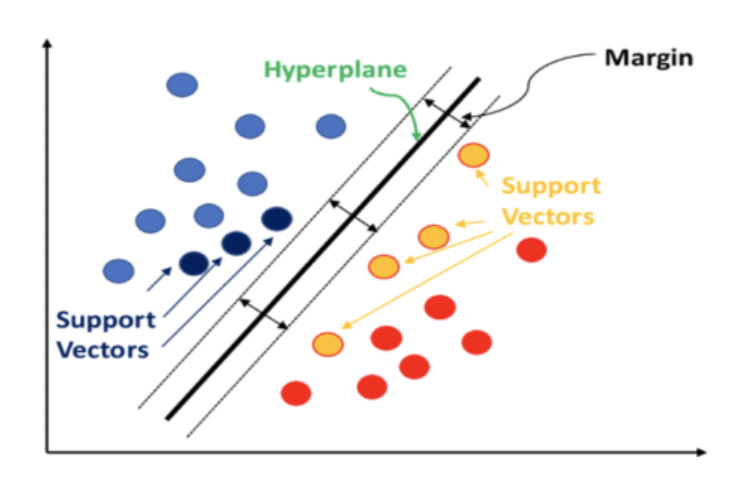 Hyperplane
Margin
Support
Vectors
Support
Vectors